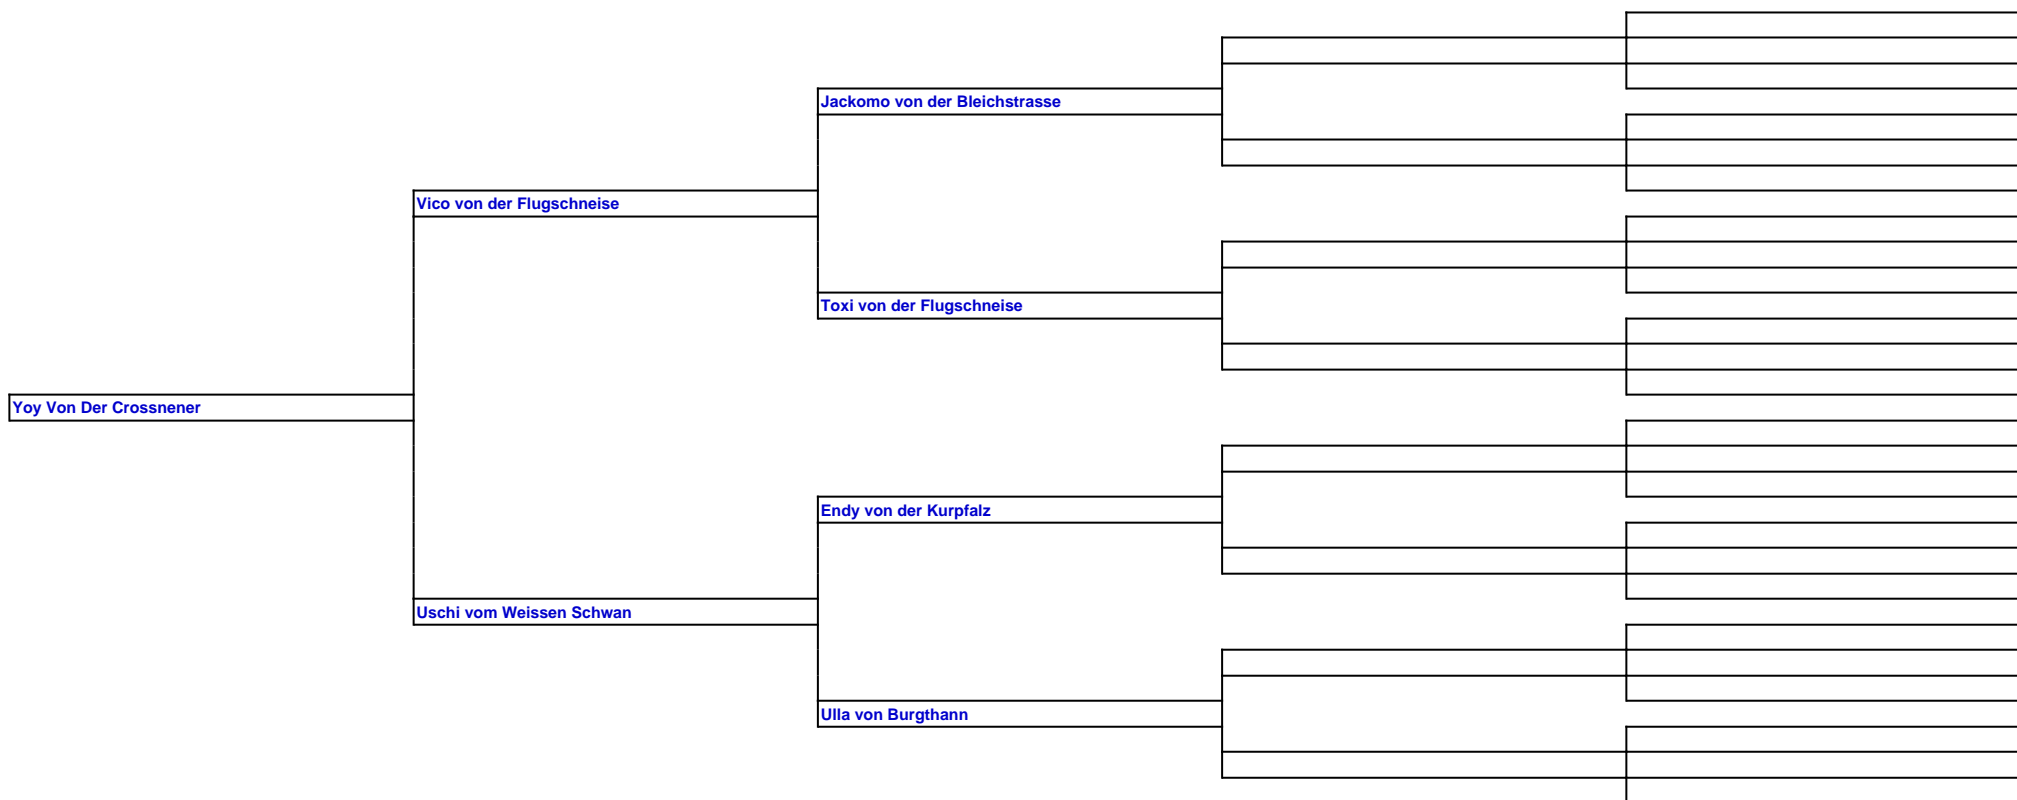 Jackomo von der Bleichstrasse
Vico von der Flugschneise
Toxi von der Flugschneise
Yoy Von Der Crossnener
Endy von der Kurpfalz
Uschi vom Weissen Schwan
Ulla von Burgthann